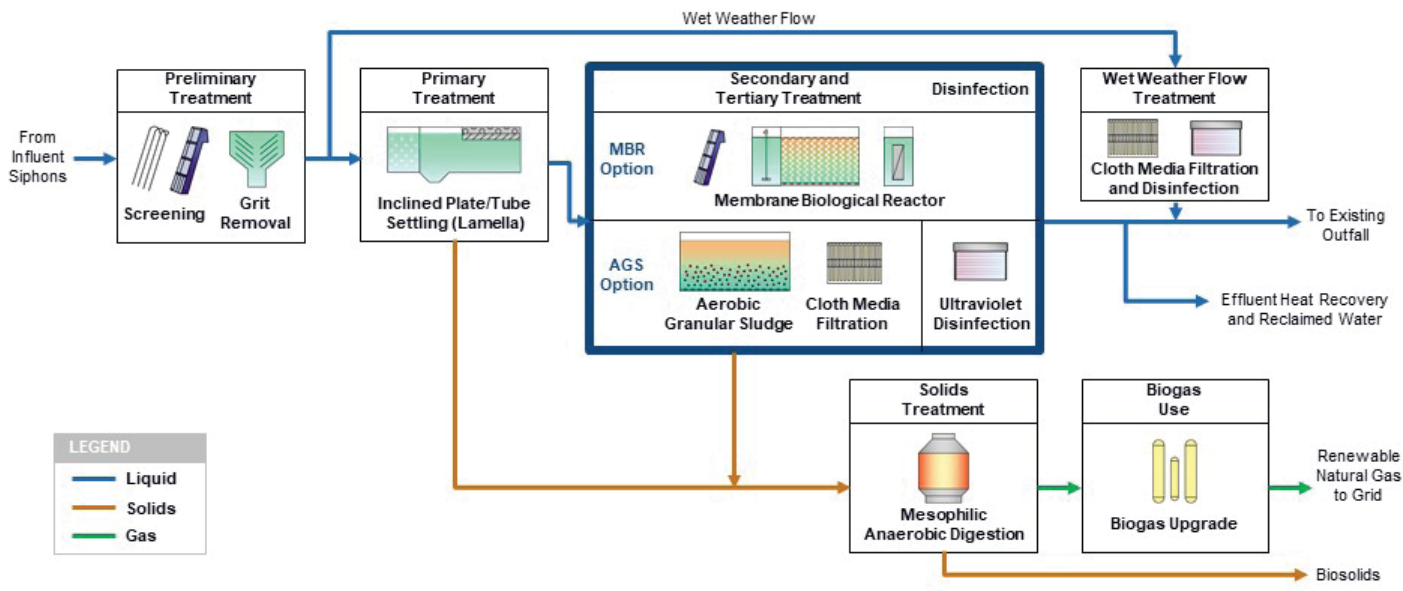 Wet Weather Flow
Preliminary
Treatment
Primary
Treatment
Secondary and
Tertiary Treatment
Disinfection
Wet Weather Flow
Treatment
From
Influent
Siphons
Screening
Grit
Removal
Inclined Plate/Tube
Settling (Lamella)
MBR
Option
Membrane Biological Reactor
Cloth Media Filtration
and Disinfection
To Existing
Outfall
AGS
Option
Aerobic
Granular Sludge
Cloth Media
Filtration
Ultraviolet
Disinfection
Effluent Heat Recovery
and Reclaimed Water
Solids
Treatment
Biogas
Use
LEGEND
Liquid
Solids
Gas
Mesophilic
Anaerobic Digestion
Biogas Upgrade
Renewable
Natural Gas
to Grid
Biosolids